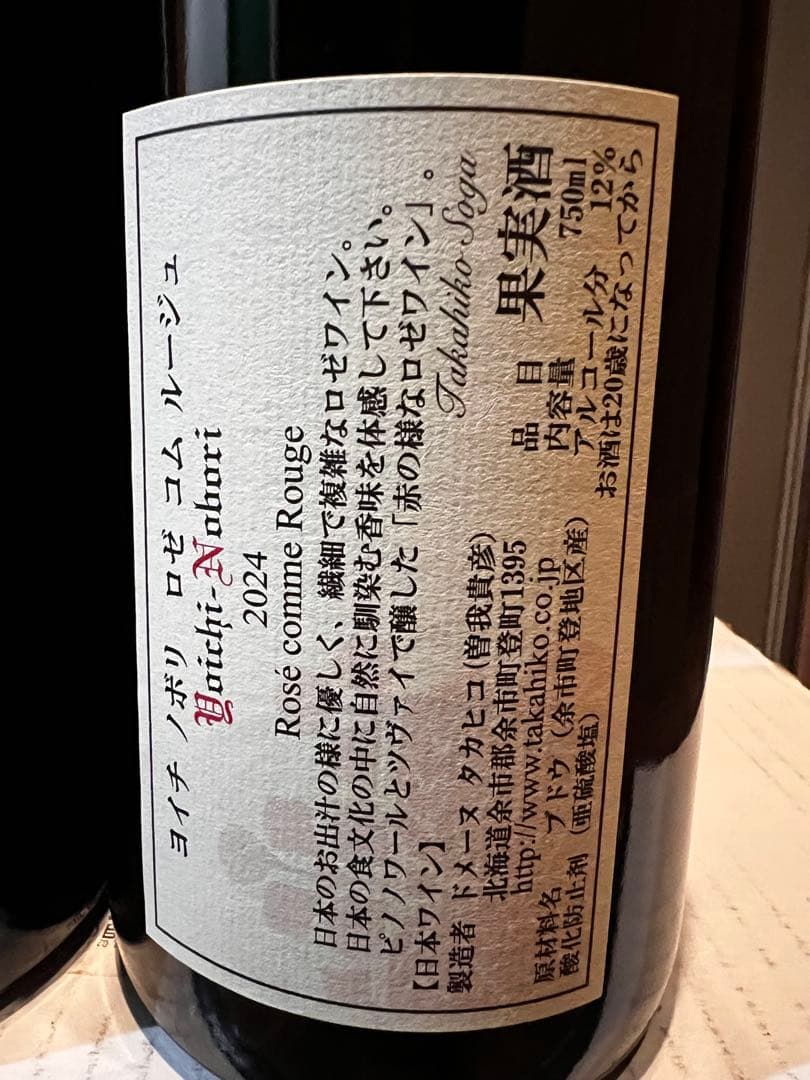 ヨイチ ノボリ ロゼ コム ルージュ
Yoichi-Nobori
2024
Rosé comme Rouge
日本のお出汁の様に優しく、繊細で複雑なロゼワイン。
日本の食文化の中に自然に馴染む香味を体感して下さい。
ピノノワールとツヴァイで醸した「赤の様なロゼワイン」。
Takahiko Soga
【日本ワイン】
製造者 ドメーヌ タカヒコ (曽我貴彦)
北海道余市郡余市町登町1395
http://www.takahiko.co.jp
原材料名 ブドウ (余市町登地区産)
酸化防止剤 (亜硫酸塩)
品目 果実酒
内容量 750ml
アルコール分 12%
お酒は20歳になってから